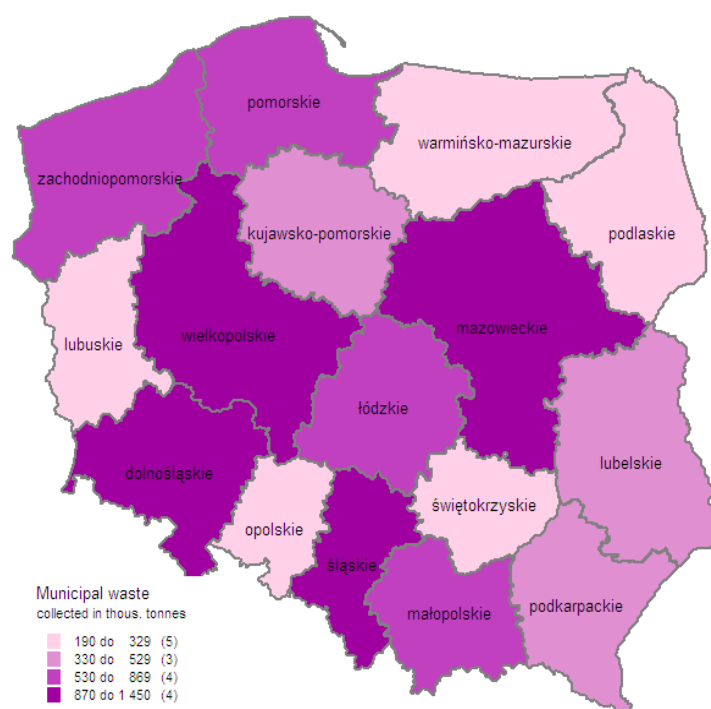 pomorskie
warmińsko-mazurskie
zachodniopomorskie
kujawsko-pomorskie
podlaskie
wielkopolskie
mazowieckie
lubuskie
łódzkie
dolnośląskie
lubelskie
świętokrzyskie
opolskie
śląskie
podkarpackie
małopolskie
Municipal waste
collected in thous. tonnes
190 do 329 (5)
330 do 529 (3)
530 do 869 (4)
870 do 1 450 (4)